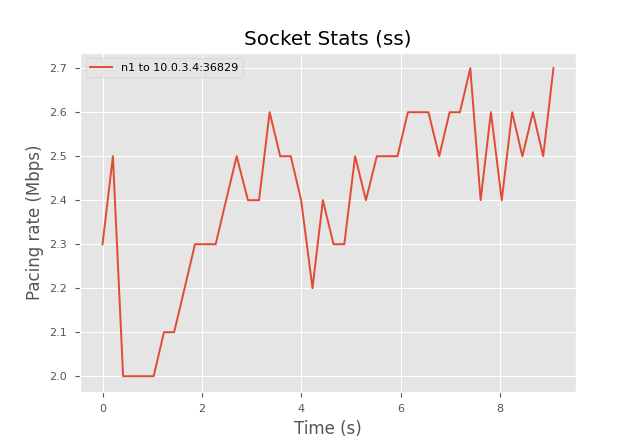 Socket Stats (ss)
n1 to 10.0.3.4:36829
Pacing rate (Mbps)
2.7
2.6
2.5
2.4
2.3
2.2
2.1
2.0
0 2 4 6 8
Time (s)